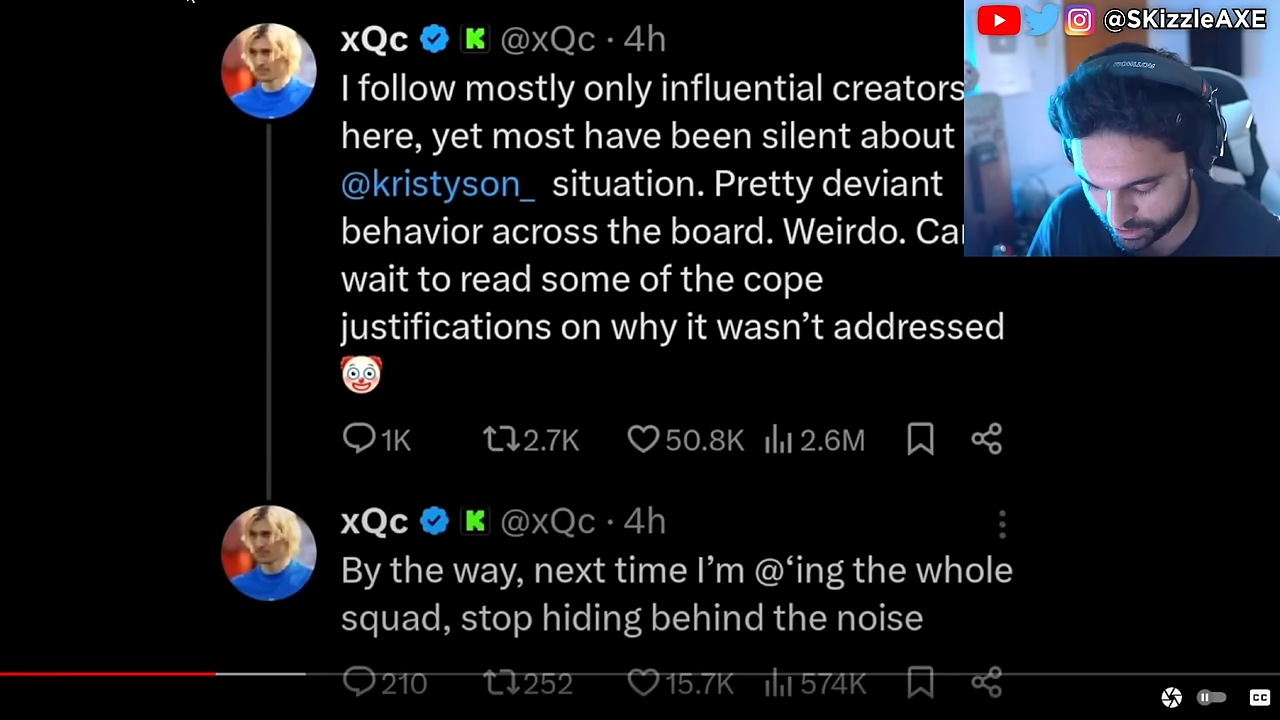 @SKizzleAXE
xQc @xQc · 4h
I follow mostly only influential creators
here, yet most have been silent about
@kristyson_ situation. Pretty deviant
behavior across the board. Weirdo. Ca
wait to read some of the cope
justifications on why it wasn’t addressed
1K 2.7K 50.8K 2.6M
xQc @xQc · 4h
By the way, next time I’m @‘ing the whole
squad, stop hiding behind the noise
210 252 15.7K 574K
CC